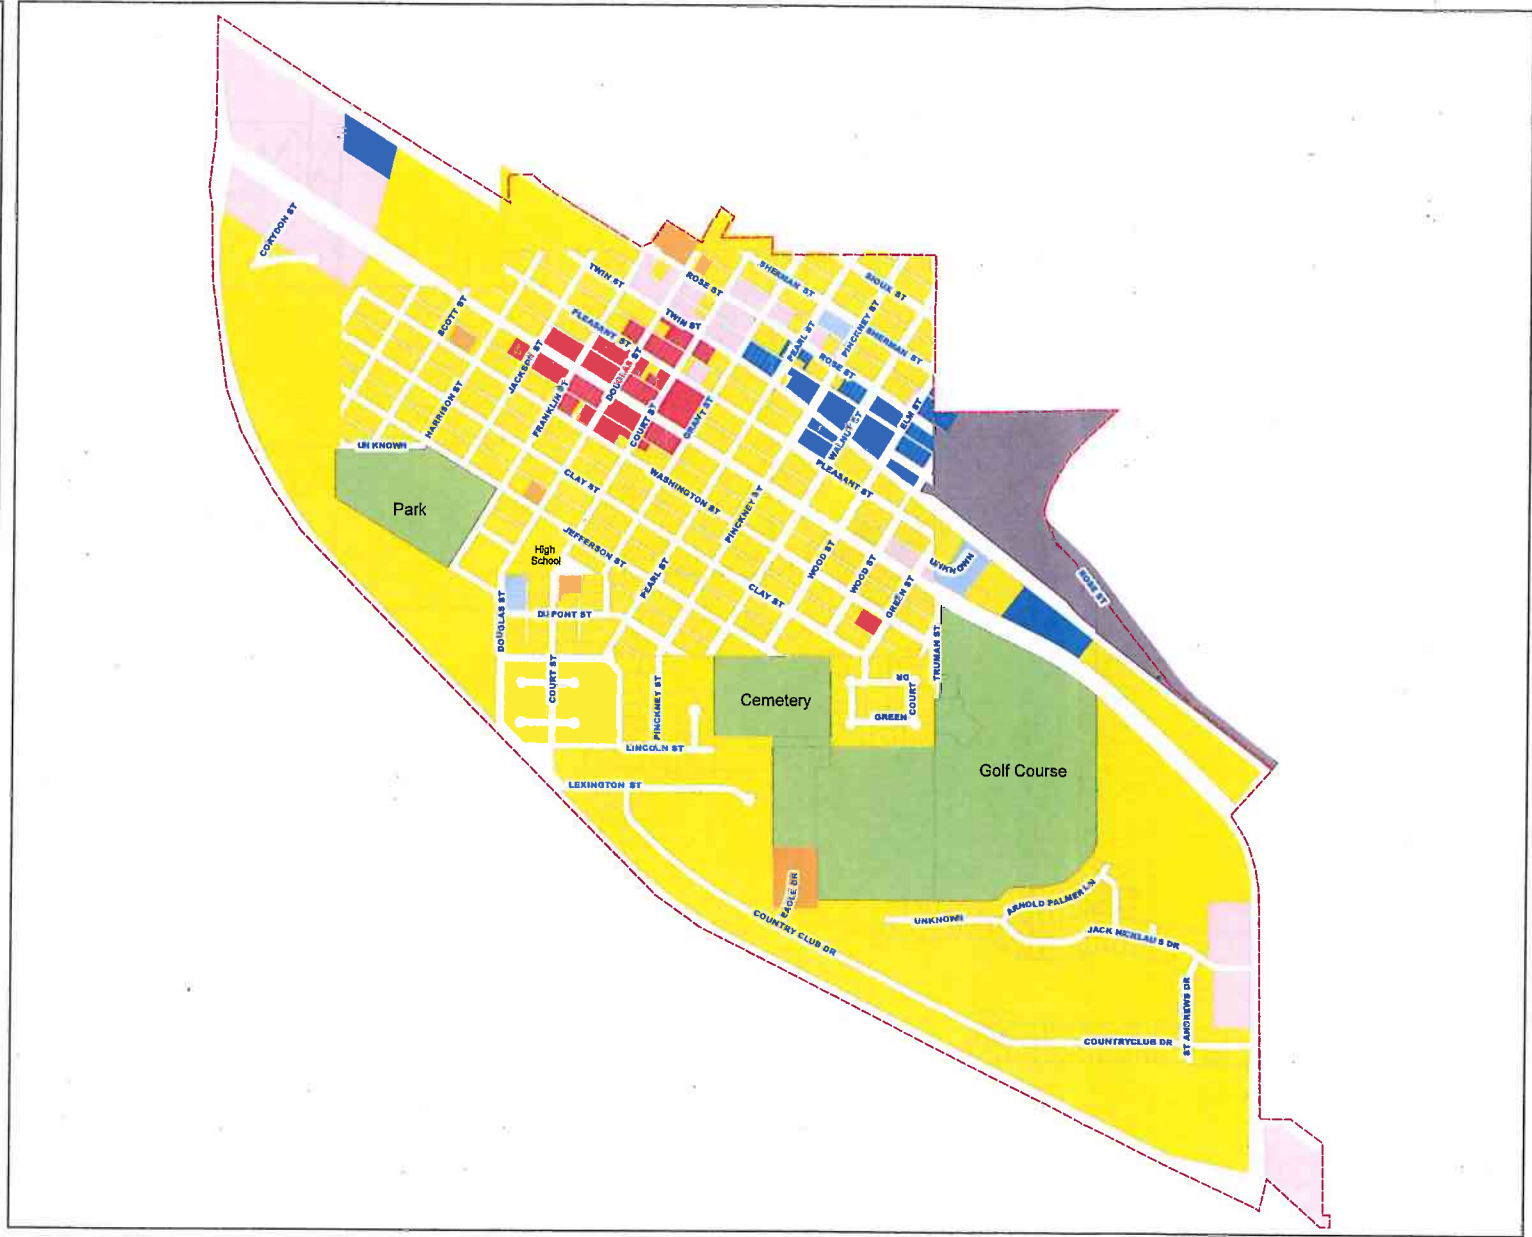 CORYDON ST
TWIN ST
ROSE ST
SHERMAN ST
SIOUX ST
SCOTT ST
PLEASANT ST
TWIN ST
PEARL ST
PINCKNEY ST
SHERMAN ST
ROSE ST
JACKSON ST
DOUGLAS ST
HARRISON ST
FRANKLIN ST
COURT ST
GRANT ST
WALNUT ST
ELM ST
UNKNOWN
CLAY ST
WASHINGTON ST
PLEASANT ST
PINCKNEY ST
Park
JEFFERSON ST
High
School
PEARL ST
WOOD ST
WOOD ST
UNKNOWN
GREEN ST
ROSE ST
CLAY ST
DOUGLAS ST
DUPONT ST
TRUMAN ST
COURT ST
PINCKNEY ST
Cemetery
GREEN
COURT
DR
LINCOLN ST
Golf Course
LEXINGTON ST
EAGLE DR
ARNOLD PALMER LN
UNKNOWN
COUNTRY CLUB DR
JACK NICKLAUS DR
ST ANDREWS DR
COUNTRYCLUB DR